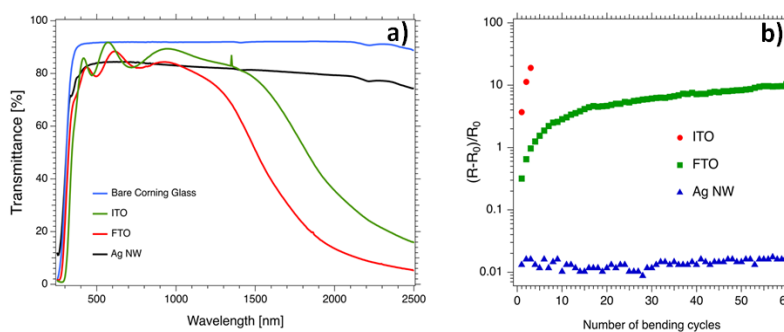 a)
100
80
60
40
20
0
Transmittance [%]
Bare Corning Glass
ITO
FTO
Ag NW
500
1000
1500
2000
2500
Wavelength [nm]
b)
100
10
1
0.1
0.01
(R-R0)/R0
ITO
FTO
Ag NW
0
10
20
30
40
50
Number of bending cycles